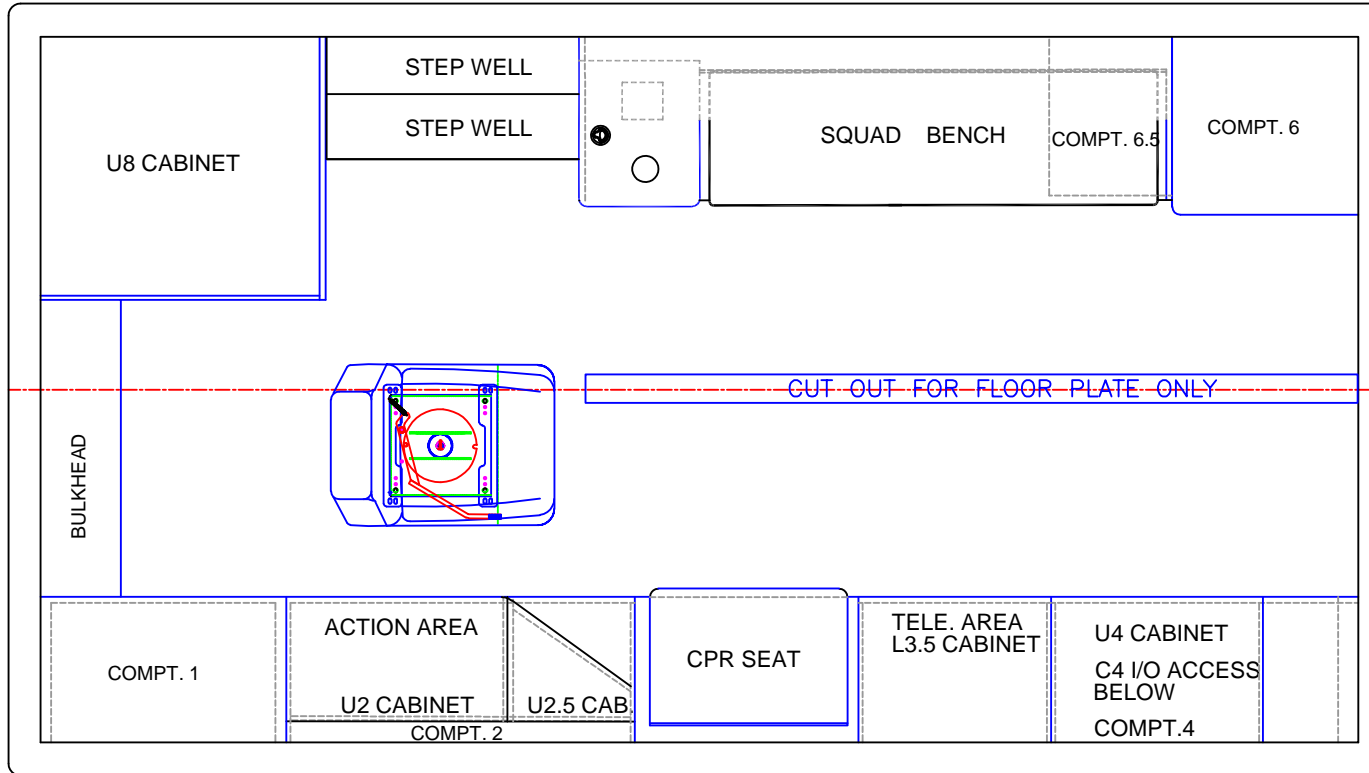 STEP WELL
STEP WELL
U8 CABINET
SQUAD BENCH
COMPT. 6.5
COMPT. 6
CUT OUT FOR FLOOR PLATE ONLY
BULKHEAD
COMPT. 1
ACTION AREA
U2 CABINET
U2.5 CAB.
COMPT. 2
CPR SEAT
TELE. AREA
L3.5 CABINET
U4 CABINET
C4 I/O ACCESS
BELOW
COMPT.4